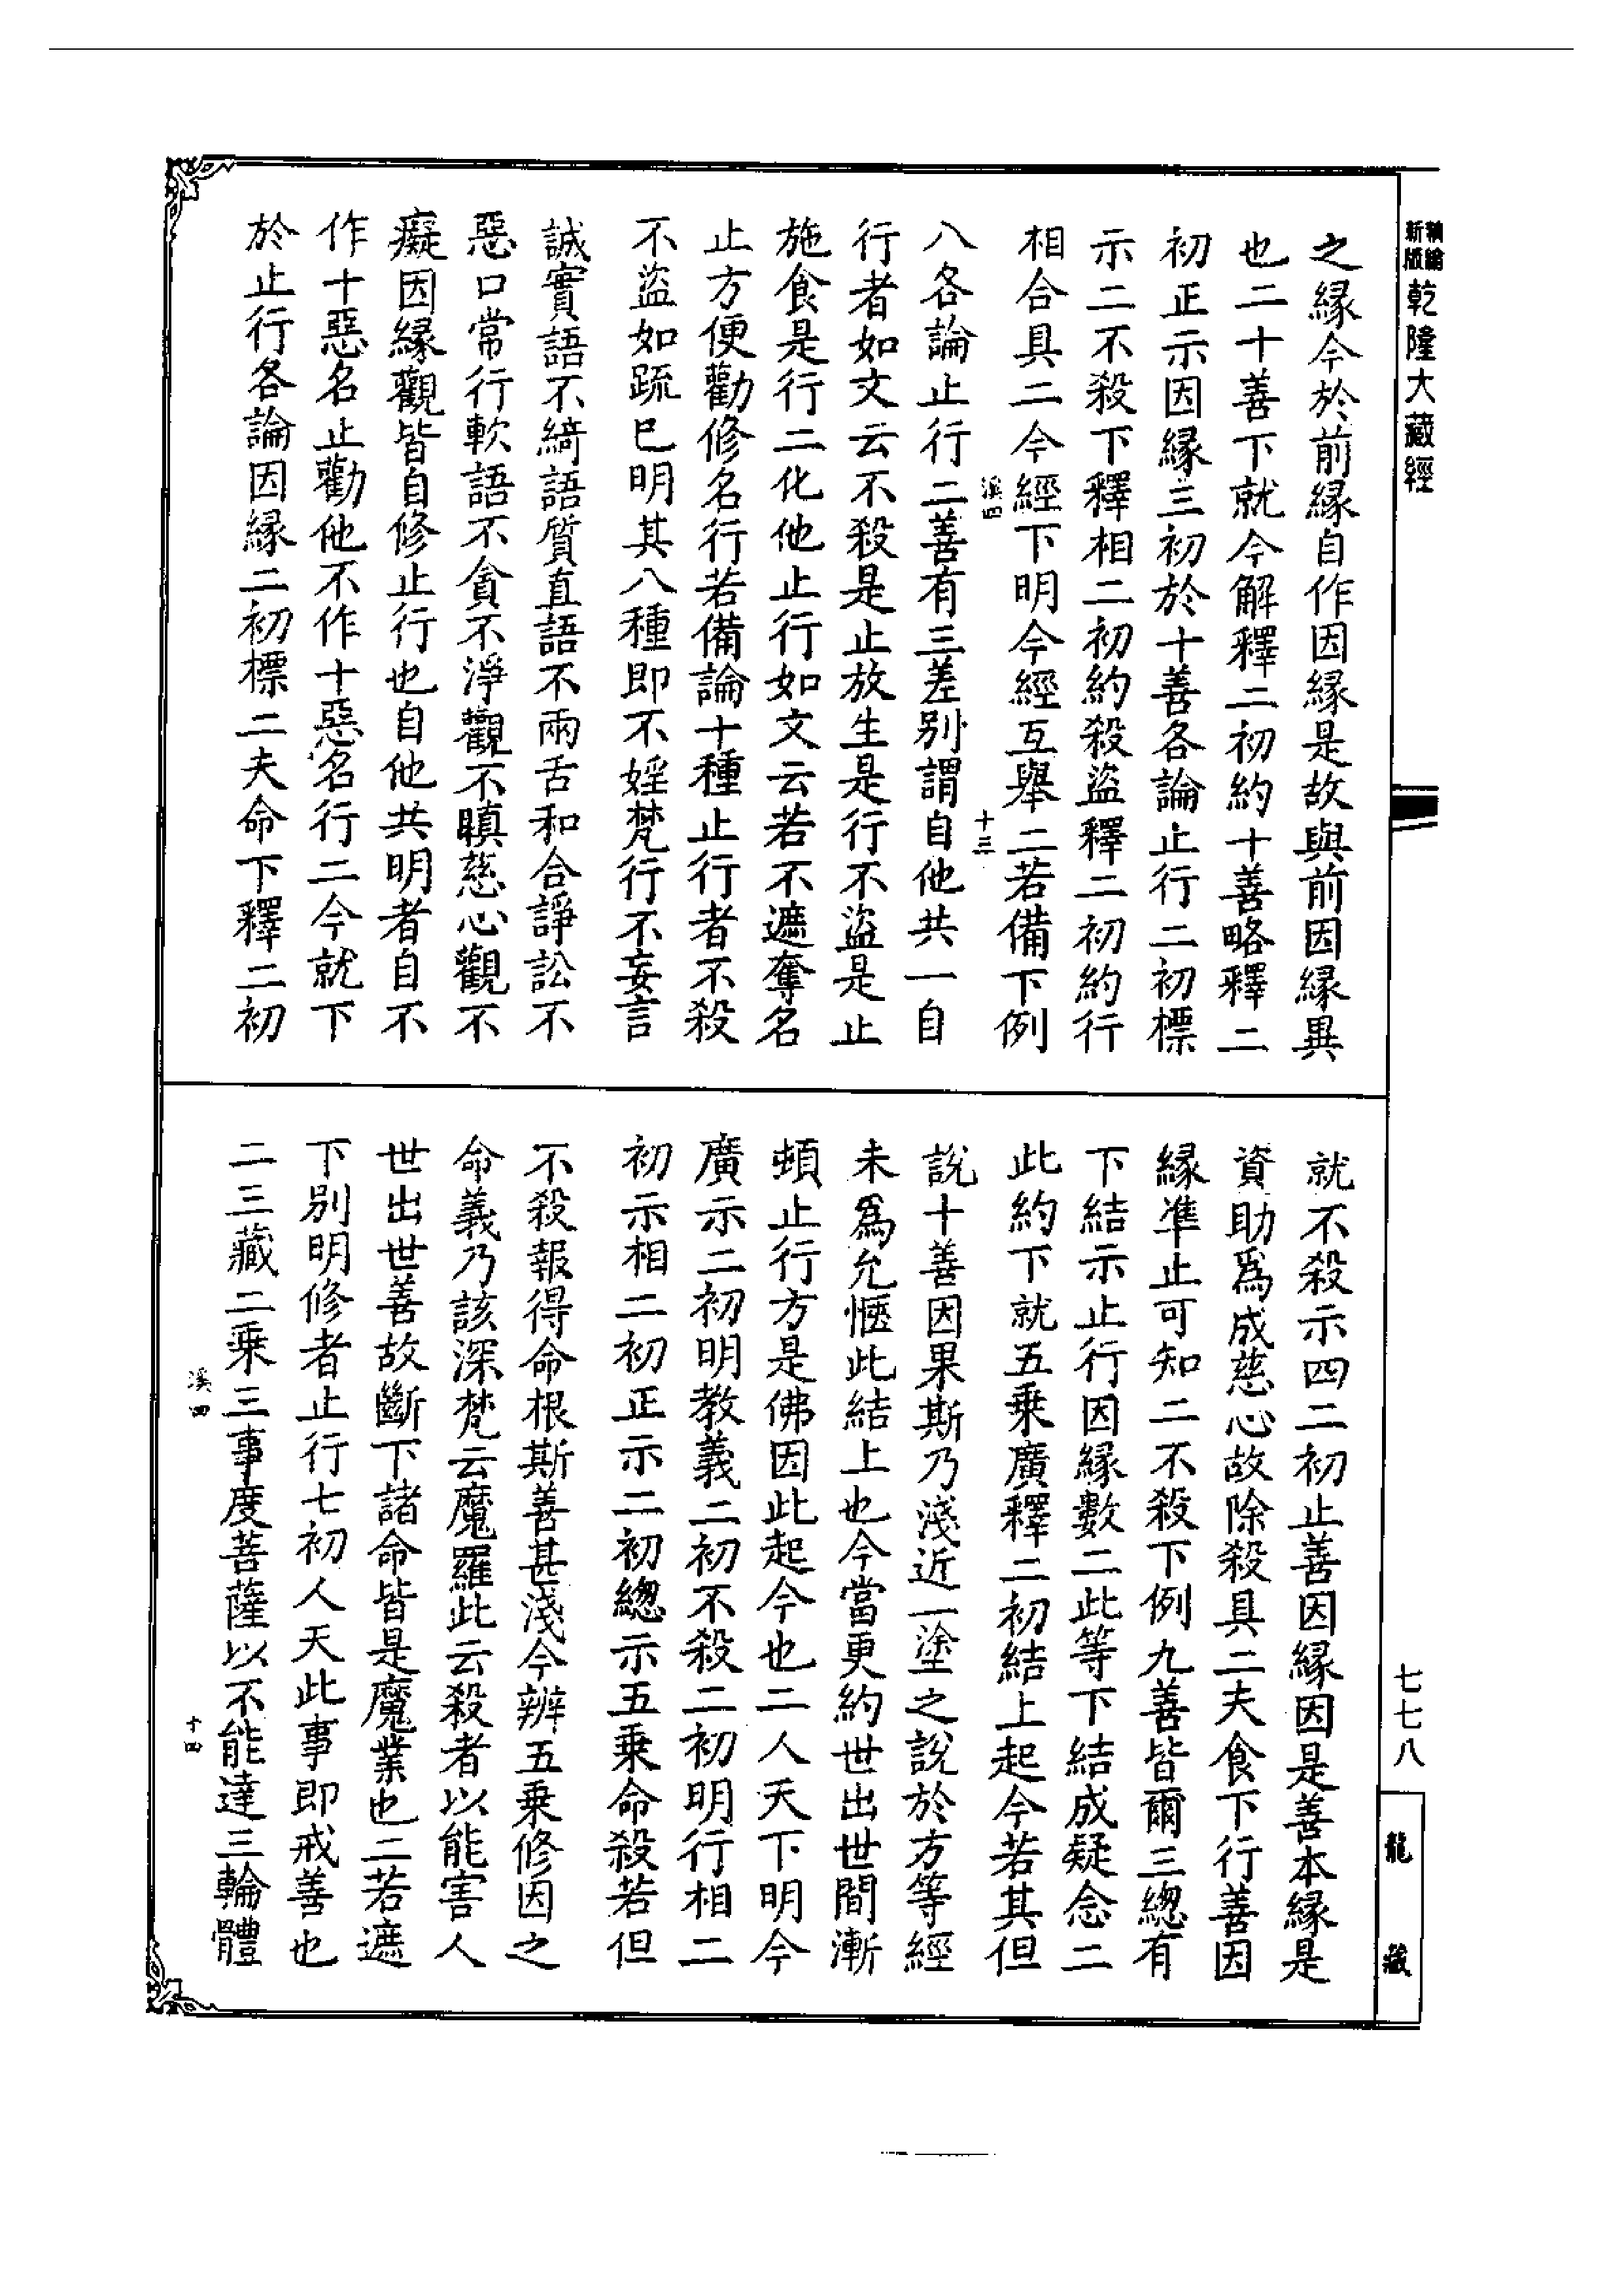 新版精繪乾隆大藏經
之縁今於前縁自作因縁是故與前因縁異
也二十善下就今解釋二初約十善略釋二
初正示因縁三初於十善各論止行二初標
示二不殺下釋相二初約殺盜釋二初約行
相合具二今經下明今經互舉二若備下例
溪四
十三
八各論止行二善有三差別謂自他共一自
行者如文云不殺是止放生是行不盜是止
施食是行二化他止行如文云若不遮奪名
止方便勸修名行若備論十種止行者不殺
不盜如䟽巳明其八種即不婬梵行不妄言
誠實語不綺語質直語不兩舌和合諍訟不
惡口常行軟語不貪不淨觀不瞋慈心觀不
癡因縁觀皆自修止行也自他共明者自不
作十惡名止勸他不作十惡名行二今就下
於止行各論因縁二初標二夫命下釋二初
就不殺示四二初止善因縁因是善本縁是
資助爲成慈心故除殺具二夫食下行善因
縁準止可知二不殺下例九善皆爾三總有
下結示止行因縁數二此等下結成疑念二
此約下就五乘廣釋二初結上起今若其但
說十善因果斯乃淺近一塗之說於方等經
未爲允愜此結上也今當更約世出世間漸
頓止行方是佛因此起今也二人天下明今
廣示二初明教義二初不殺二初明行相二
初示相二初正示二初總示五乘命殺若但
不殺報得命根斯善甚淺今辨五乘修因之
命義乃該深梵云魔羅此云殺者以能害人
世出世善故斷下諸命皆是魔業也二若遮
下別明修者止行七初人天此事即戒善也
二三藏二乘三事度菩薩以不能達三輪體
溪四
十四
七七八
龍藏